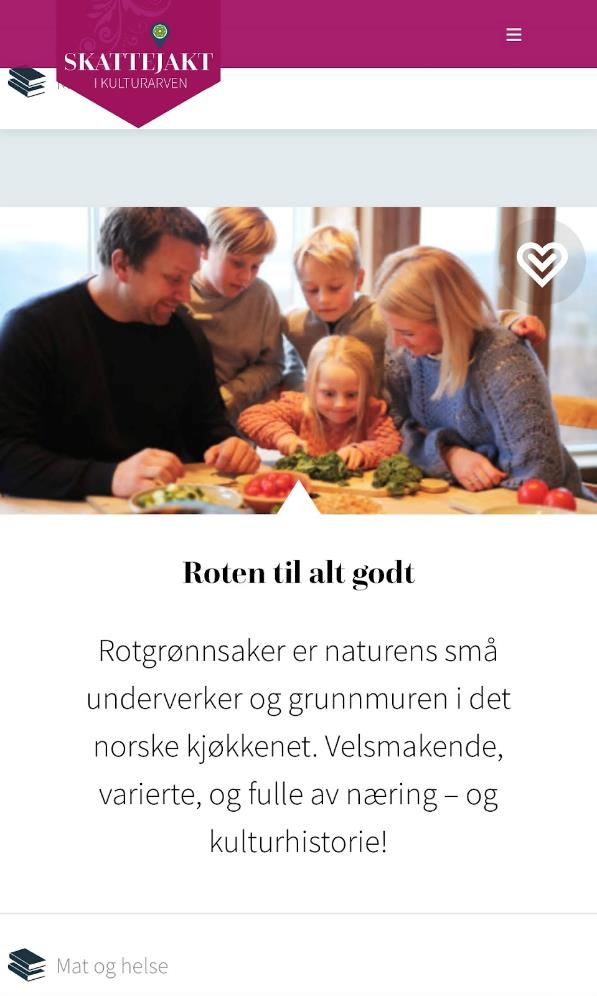 SKATTEJAKT
I KULTURARVEN
Roten til alt godt
Rotgrønnsaker er naturens små
underverker og grunnmuren i det
norske kjøkkenet. Velsmakende,
varierte, og fulle av næring – og
kulturhistorie!
Mat og helse